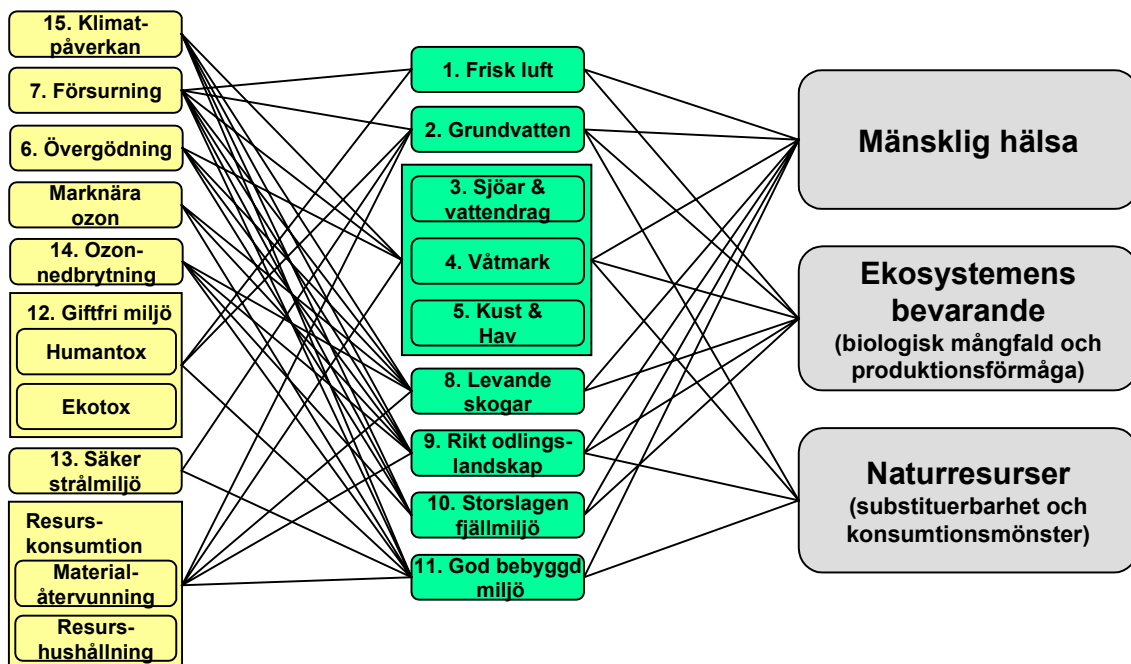 15. Klimat-
påverkan
7. Försurning
6. Övergödning
Marknära
ozon
14. Ozon-
nedbrytning
12. Giftfri miljö
Humantox
Ekotox
13. Säker
strålmiljö
Resurs-
konsumtion
Material-
återvunning
Resurs-
hushållning
1. Frisk luft
2. Grundvatten
3. Sjöar &
vattendrag
4. Våtmark
5. Kust &
Hav
8. Levande
skogar
9. Rikt odlings-
landskap
10. Storslagen
fjällmiljö
11. God bebyggd
miljö
Mänsklig hälsa
Ekosystemens
bevarande
(biologisk mångfald och
produktionsförmåga)
Naturresurser
(substituerbarhet och
konsumtionsmönster)